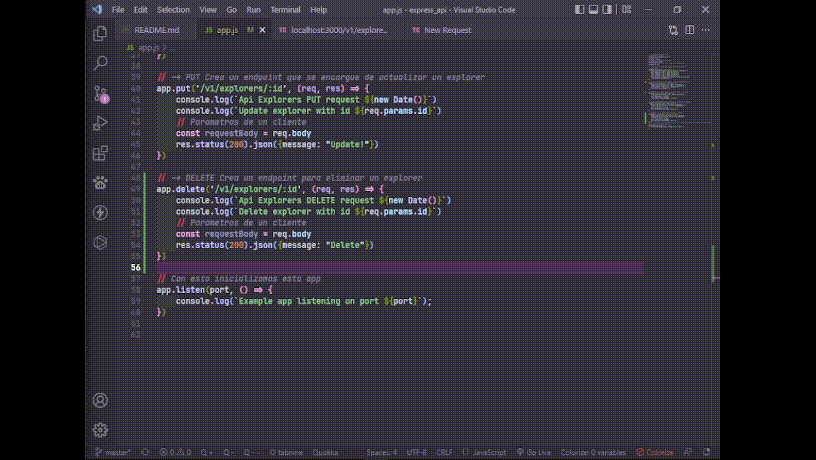 File Edit Selection View Go Run Terminal Help app.js - express_api - Visual Studio Code
README.md JS app.js M TC localhost:3000/v1/explore... TC New Request
JS app.js > ...
37 })
38
39 // -> PUT Crea un endpoint que se encargue de actualizar un explorer
40 app.put('/v1/explorers/:id', (req, res) => {
41 console.log(`Api Explorers PUT request ${new Date()}`)
42 console.log(`Update explorer with id ${req.params.id}`)
43 // Parametros de un cliente
44 const requestBody = req.body
45 res.status(200).json({message: "Update!"})
46 })
47
48 // -> DELETE Crea un endpoint para eliminar un explorer
49 app.delete('/v1/explorers/:id', (req, res) => {
50 console.log(`Api Explorers DELETE request ${new Date()}`)
51 console.log(`Delete explorer with id ${req.params.id}`)
52 // Parametros de un cliente
53 const requestBody = req.body
54 res.status(200).json({message: "Delete"})
55 })
56
57 // Con esto inicializamos esta app
58 app.listen(port, () => {
59 console.log(`Example app listening on port ${port}`);
60 })
61
62
master* 0 0 Q+ Q- Q-- tabnine Quokka Spaces: 4 UTF-8 CRLF {} JavaScript Go Live Colorize: 0 variables Colorize